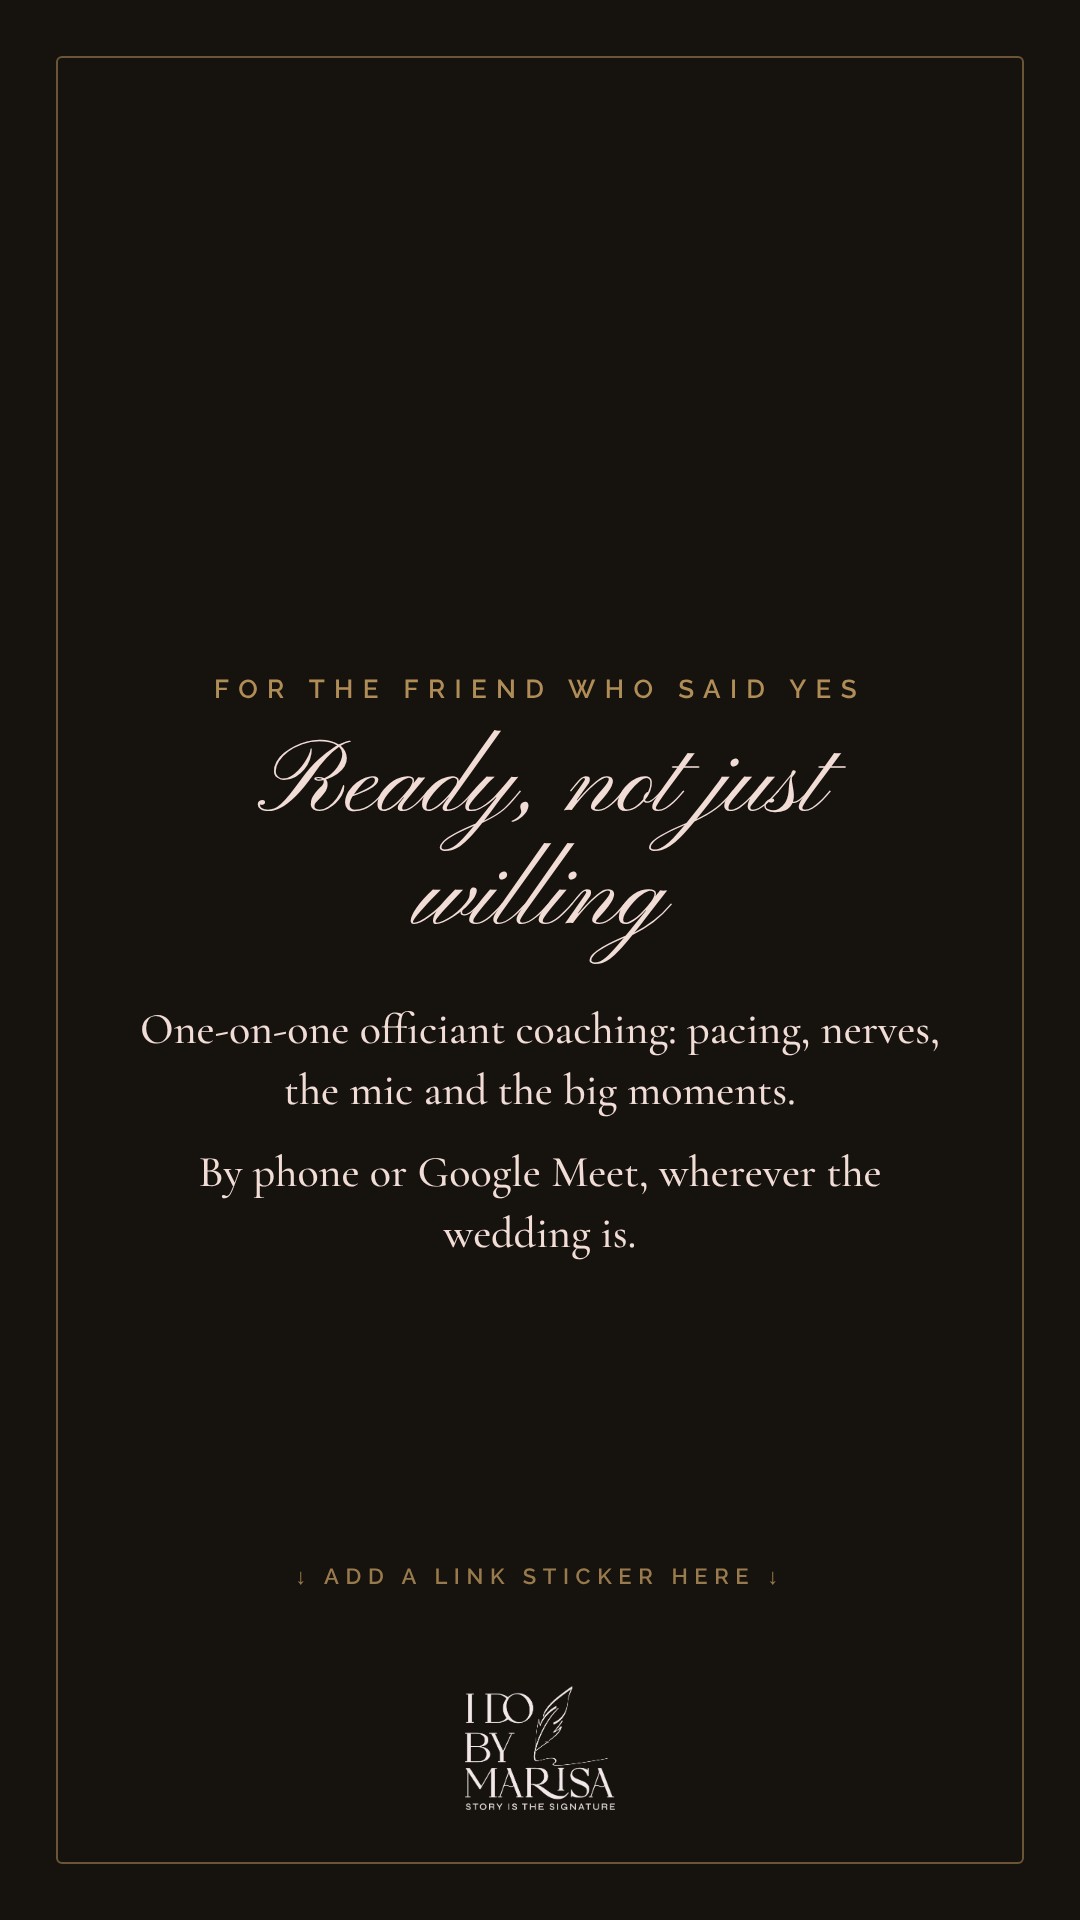 FOR THE FRIEND WHO SAID YES
Ready, not just
willing
One-on-one officiant coaching: pacing, nerves,
the mic and the big moments.
By phone or Google Meet, wherever the
wedding is.
↓ ADD A LINK STICKER HERE ↓
I DO
BY
MARISA
STORY IS THE SIGNATURE